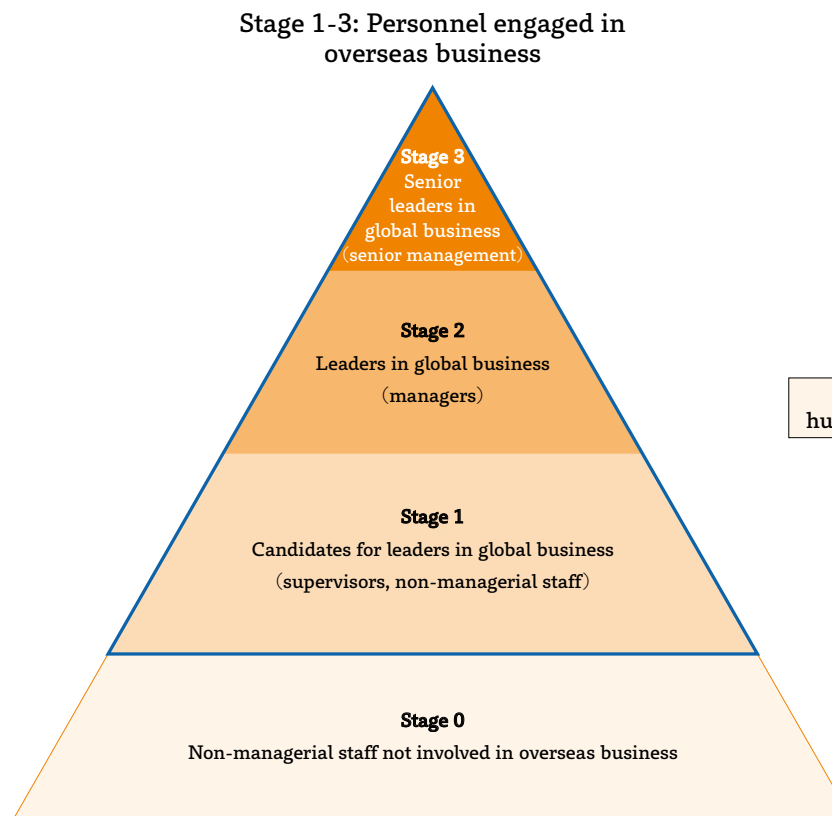 Stage 1-3: Personnel engaged in
overseas business
Stage 3
Senior
leaders in
global business
（senior management）
Stage 2
Leaders in global business
（managers）
Stage 1
Candidates for leaders in global business
（supervisors, non-managerial staff）
Stage 0
Non-managerial staff not involved in overseas business